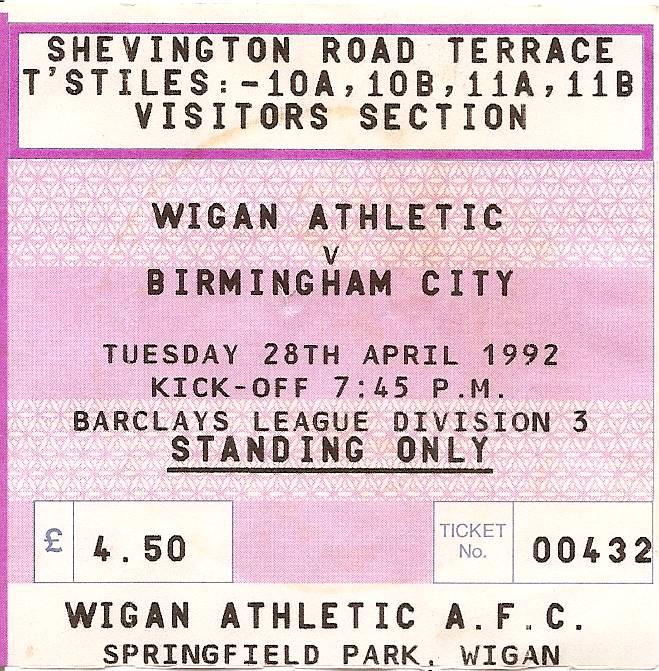 SHEVINGTON ROAD TERRACE
T'STILES:-10A,10B,11A,11B
VISITORS SECTION
WIGAN ATHLETIC
V
BIRMINGHAM CITY
TUESDAY 28TH APRIL 1992
KICK-OFF 7:45 P.M.
BARCLAYS LEAGUE DIVISION 3
STANDING ONLY
£ 4.50
TICKET No. 00432
WIGAN ATHLETIC A.F.C.
SPRINGFIELD PARK, WIGAN